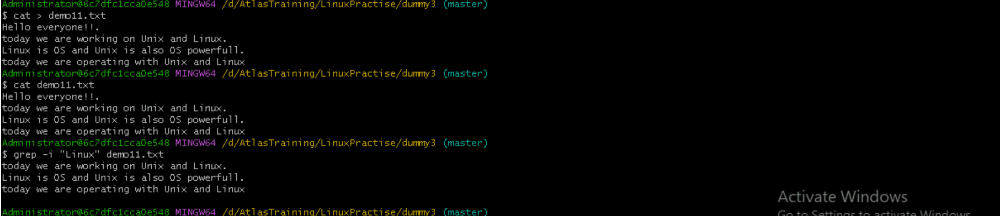 Administrator@6c7dfc1cca0e548 MINGW64 /d/AtlasTraining/LinuxPractise/dummy3 (master)
$ cat > demo11.txt
Hello everyone!!.
today we are working on Unix and Linux.
Linux is OS and Unix is also OS powerfull.
today we are operating with Unix and Linux
Administrator@6c7dfc1cca0e548 MINGW64 /d/AtlasTraining/LinuxPractise/dummy3 (master)
$ cat demo11.txt
Hello everyone!!.
today we are working on Unix and Linux.
Linux is OS and Unix is also OS powerfull.
today we are operating with Unix and Linux
Administrator@6c7dfc1cca0e548 MINGW64 /d/AtlasTraining/LinuxPractise/dummy3 (master)
$ grep -i "Linux" demo11.txt
today we are working on Unix and Linux.
Linux is OS and Unix is also OS powerfull.
today we are operating with Unix and Linux
Administrator@6c7dfc1cca0e548 MINGW64 /d/AtlasTraining/LinuxPractise/dummy3 (master)
Activate Windows
Go to Settings to activate Windows